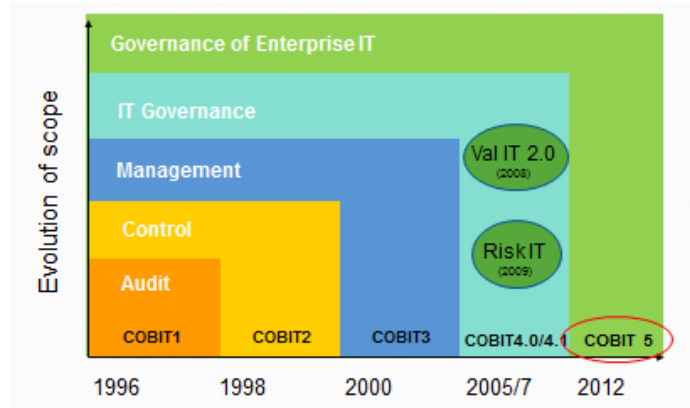 Governance of Enterprise IT
IT Governance
Val IT 2.0
(2008)
Management
Control
Risk IT
(2009)
Audit
COBIT1 COBIT2 COBIT3 COBIT4.0/4.1 COBIT 5
1996 1998 2000 2005/7 2012
Evolution of scope